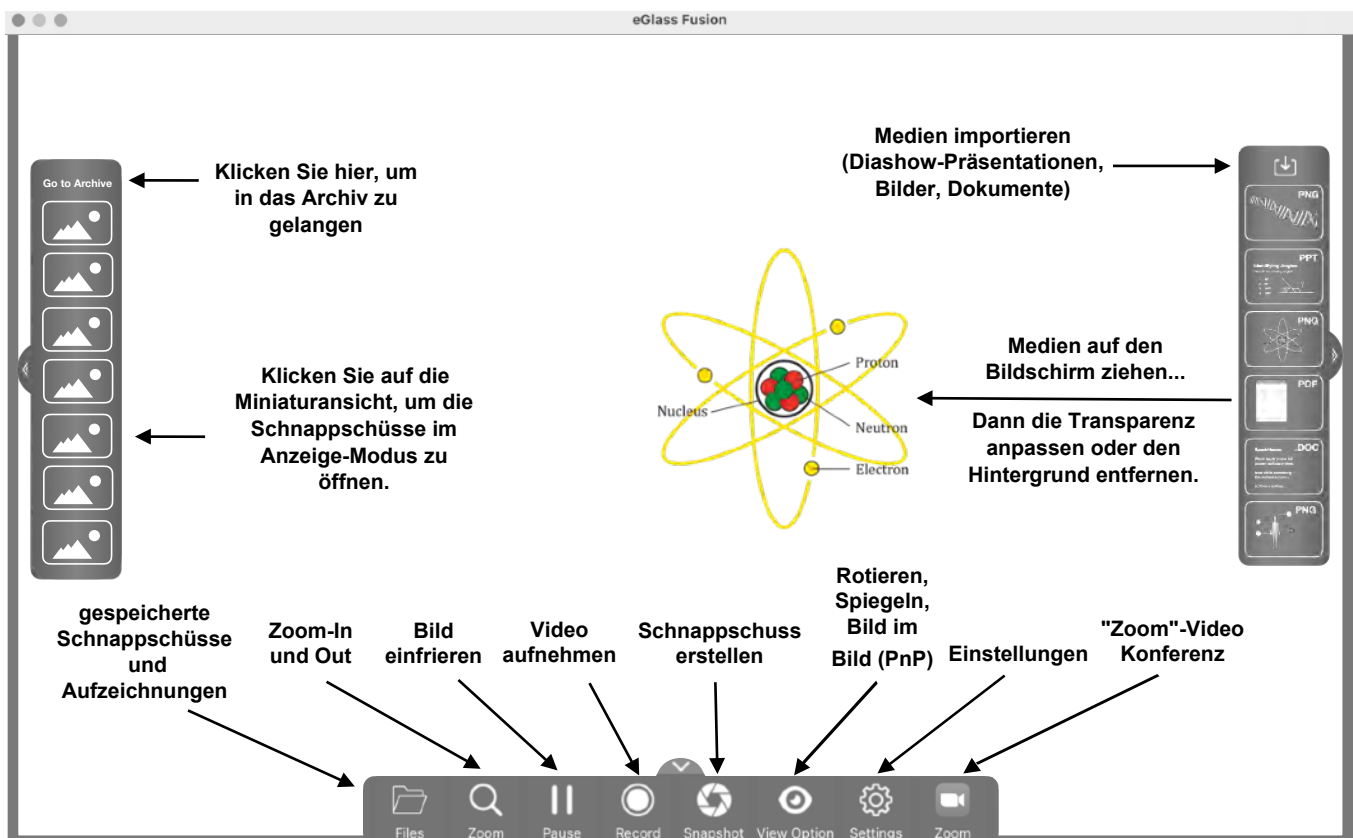 eGlass Fusion
Medien importieren
(Diashow-Präsentationen,
Bilder, Dokumente)
Klicken Sie hier, um
in das Archiv zu
gelangen
Go to Archive
PNG
PPT
PNG
PDF
DOC
PNG
Proton
Nucleus
Neutron
Electron
Medien auf den
Bildschirm ziehen...
Dann die Transparenz
anpassen oder den
Hintergrund entfernen.
Klicken Sie auf die
Miniaturansicht, um die
Schnappschüsse im
Anzeige-Modus zu
öffnen.
gespeicherte
Schnappschüsse
und
Aufzeichnungen
Zoom-In
und Out
Bild
einfrieren
Video
aufnehmen
Schnappschuss
erstellen
Rotieren,
Spiegeln,
Bild im
Bild (PnP)
Einstellungen
"Zoom"-Video
Konferenz
Files
Zoom
Pause
Record
Snapshot
View Option
Settings
Zoom